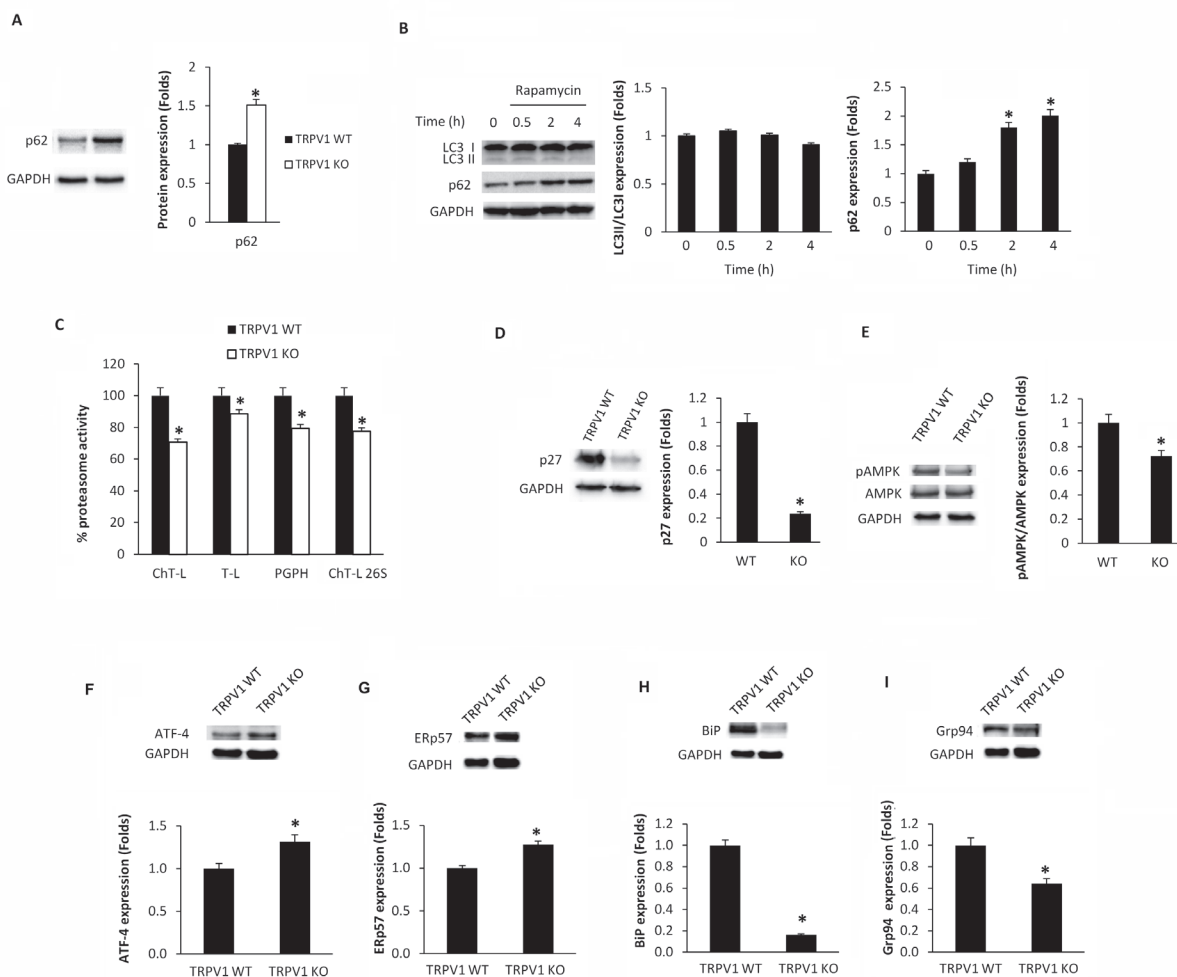 A
Protein expression (Folds)
2
1.5
1
0.5
0
*
p62
TRPV1 WT
TRPV1 KO
p62
GAPDH
B
Rapamycin
Time (h)
0 0.5 2 4
LC3 I
LC3 II
p62
GAPDH
LC3II/LC3I expression (Folds)
1.5
1
0.5
0
0 0.5 2 4
Time (h)
p62 expression (Folds)
2.5
2.0
1.5
1.0
0.5
0.0
* *
0 0.5 2 4
Time (h)
C
TRPV1 WT
TRPV1 KO
% proteasome activity
120
100
80
60
40
20
0
* * * *
ChT-L T-L PGPH ChT-L 26S
D
TRPV1 WT TRPV1 KO
p27
GAPDH
p27 expression (Folds)
1.2
1
0.8
0.6
0.4
0.2
0
*
WT KO
E
TRPV1 WT TRPV1 KO
pAMPK
AMPK
GAPDH
pAMPK/AMPK expression (Folds)
1.2
1
0.8
0.6
0.4
0.2
0
*
WT KO
F
TRPV1 WT TRPV1 KO
ATF-4
GAPDH
ATF-4 expression (Folds)
1.5
1.0
0.5
0.0
*
TRPV1 WT TRPV1 KO
G
TRPV1 WT TRPV1 KO
ERp57
GAPDH
ERp57 expression (Folds)
1.5
1.0
0.5
0.0
*
TRPV1 WT TRPV1 KO
H
TRPV1 WT TRPV1 KO
BiP
GAPDH
BiP expression (Folds)
1.2
1.0
0.8
0.6
0.4
0.2
0.0
*
TRPV1 WT TRPV1 KO
I
TRPV1 WT TRPV1 KO
Grp94
GAPDH
Grp94 expression (Folds)
1.2
1.0
0.8
0.6
0.4
0.2
0.0
*
TRPV1 WT TRPV1 KO